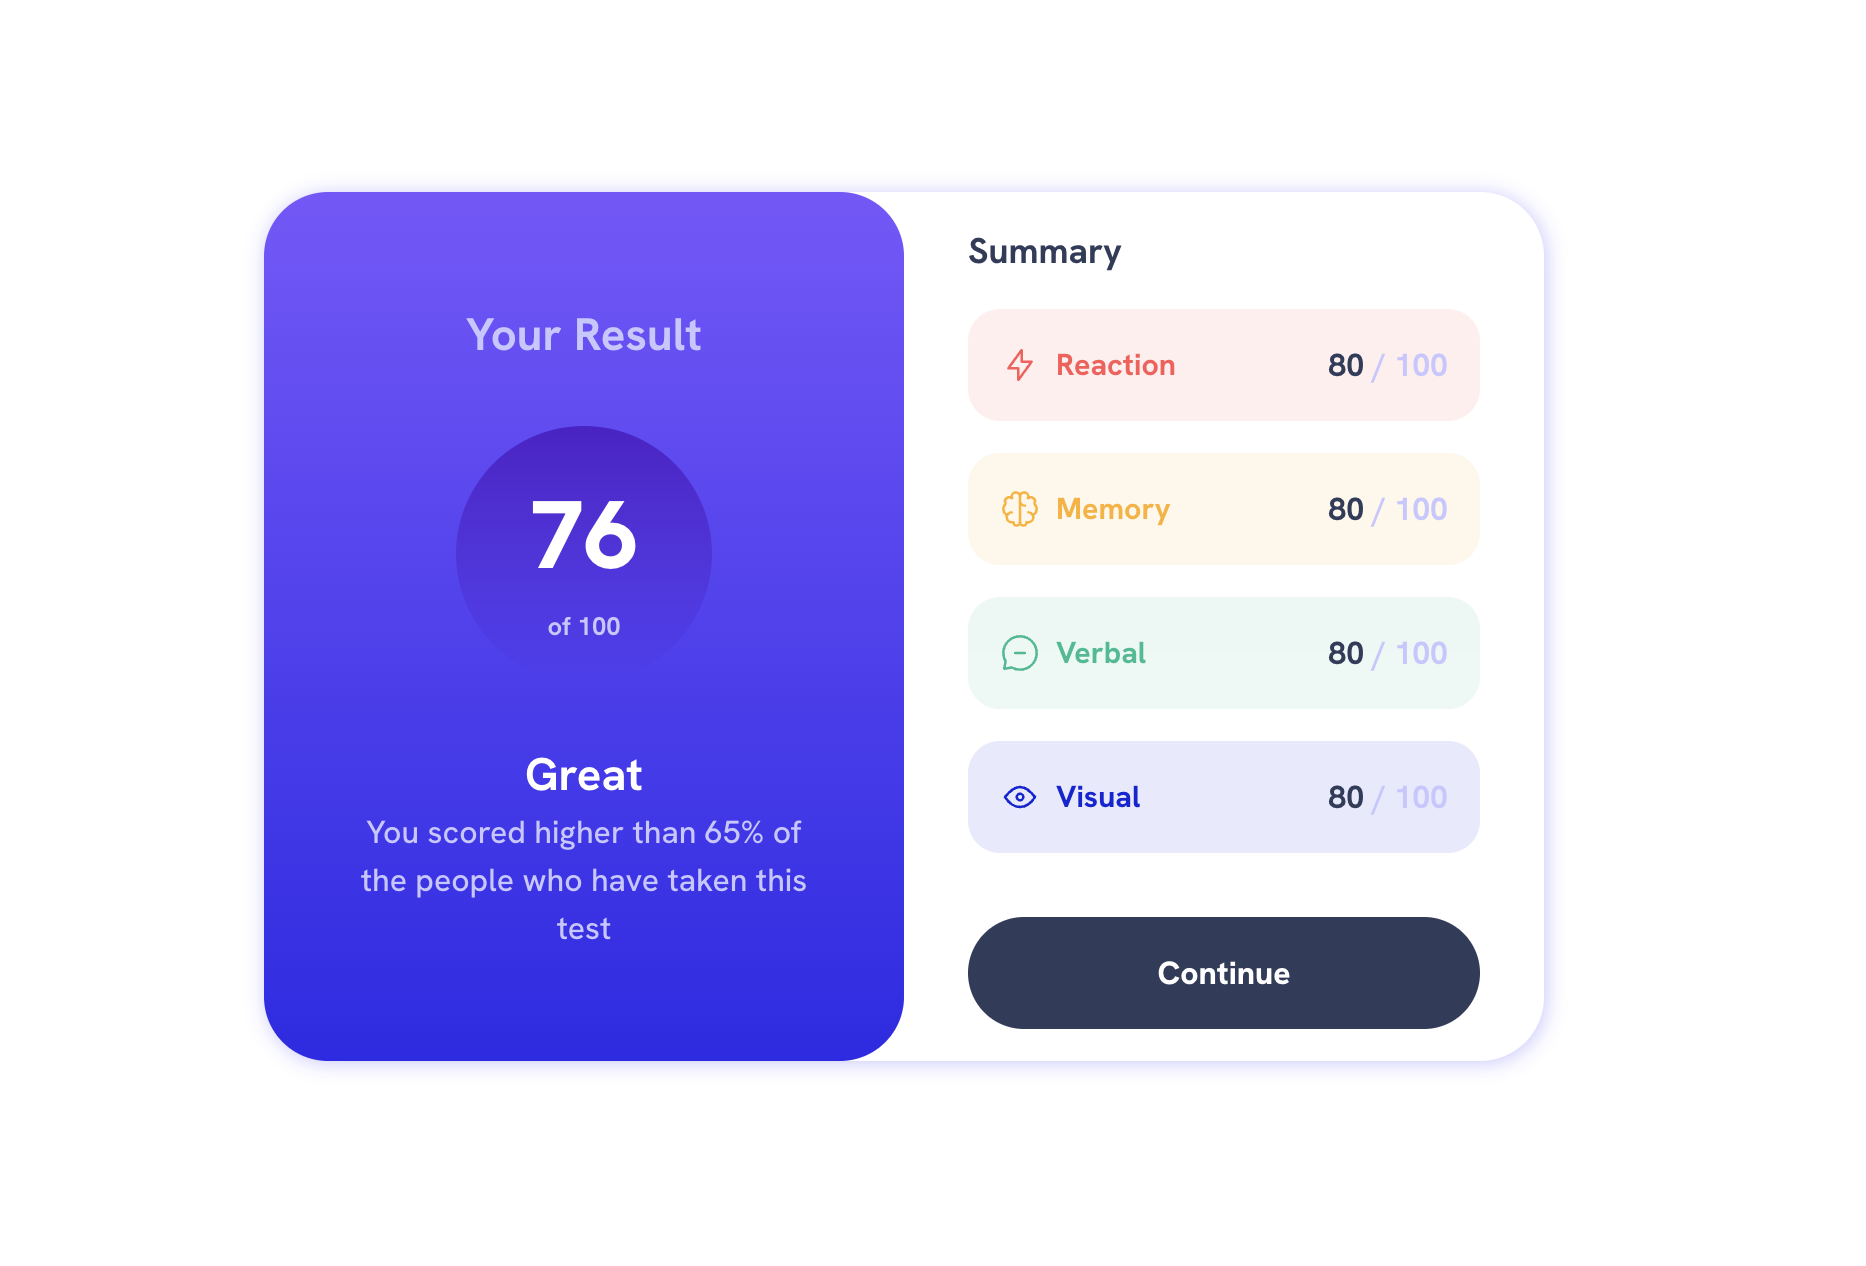 Your Result
76
of 100
Great
You scored higher than 65% of
the people who have taken this
test
Summary
Reaction 80 / 100
Memory 80 / 100
Verbal 80 / 100
Visual 80 / 100
Continue